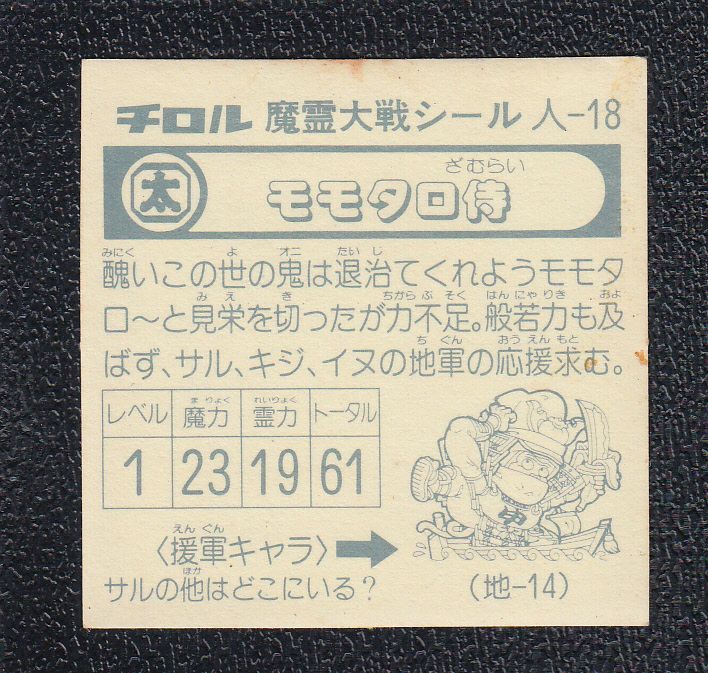 チロル 魔霊大戦シール 人-18
ざむらい
太 モモタロ侍
みにく よ オニ たいじ
醜いこの世の鬼は退治てくれようモモタ
みえ き ちからぶそく はんにゃりき およ
ロ〜と見栄を切ったが力不足。般若力も及
ち ぐん おうえんもと
ばず、サル、キジ、イヌの地軍の応援求む。
まりょく れいりょく
レベル 魔力 霊力 トータル
1 23 19 61
えんぐん
〈援軍キャラ〉
ほか
サルの他はどこにいる?
(地-14)